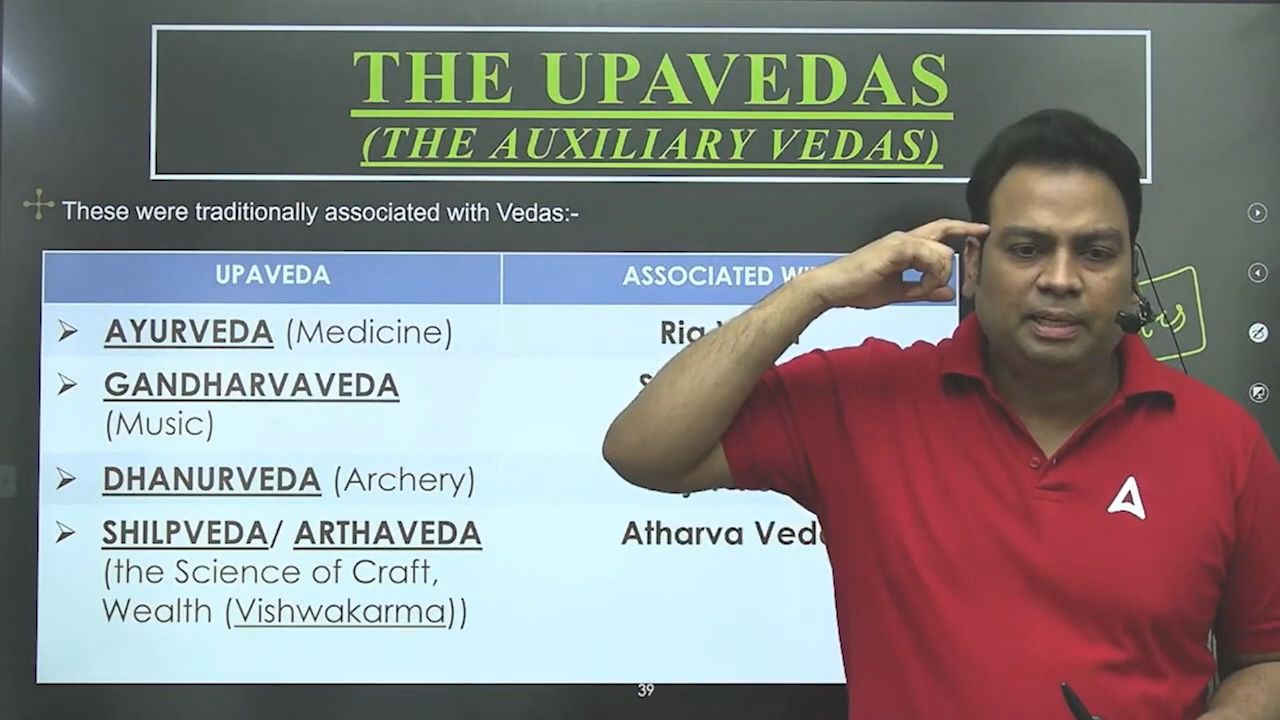 THE UPAVEDAS
(THE AUXILIARY VEDAS)
These were traditionally associated with Vedas:-
UPAVEDA
ASSOCIATED
AYURVEDA (Medicine)
GANDHARVAVEDA
(Music)
DHANURVEDA (Archery)
SHILPVEDA/ ARTHAVEDA
Atharva
(the Science of Craft,
Wealth (Vishwakarma))
39